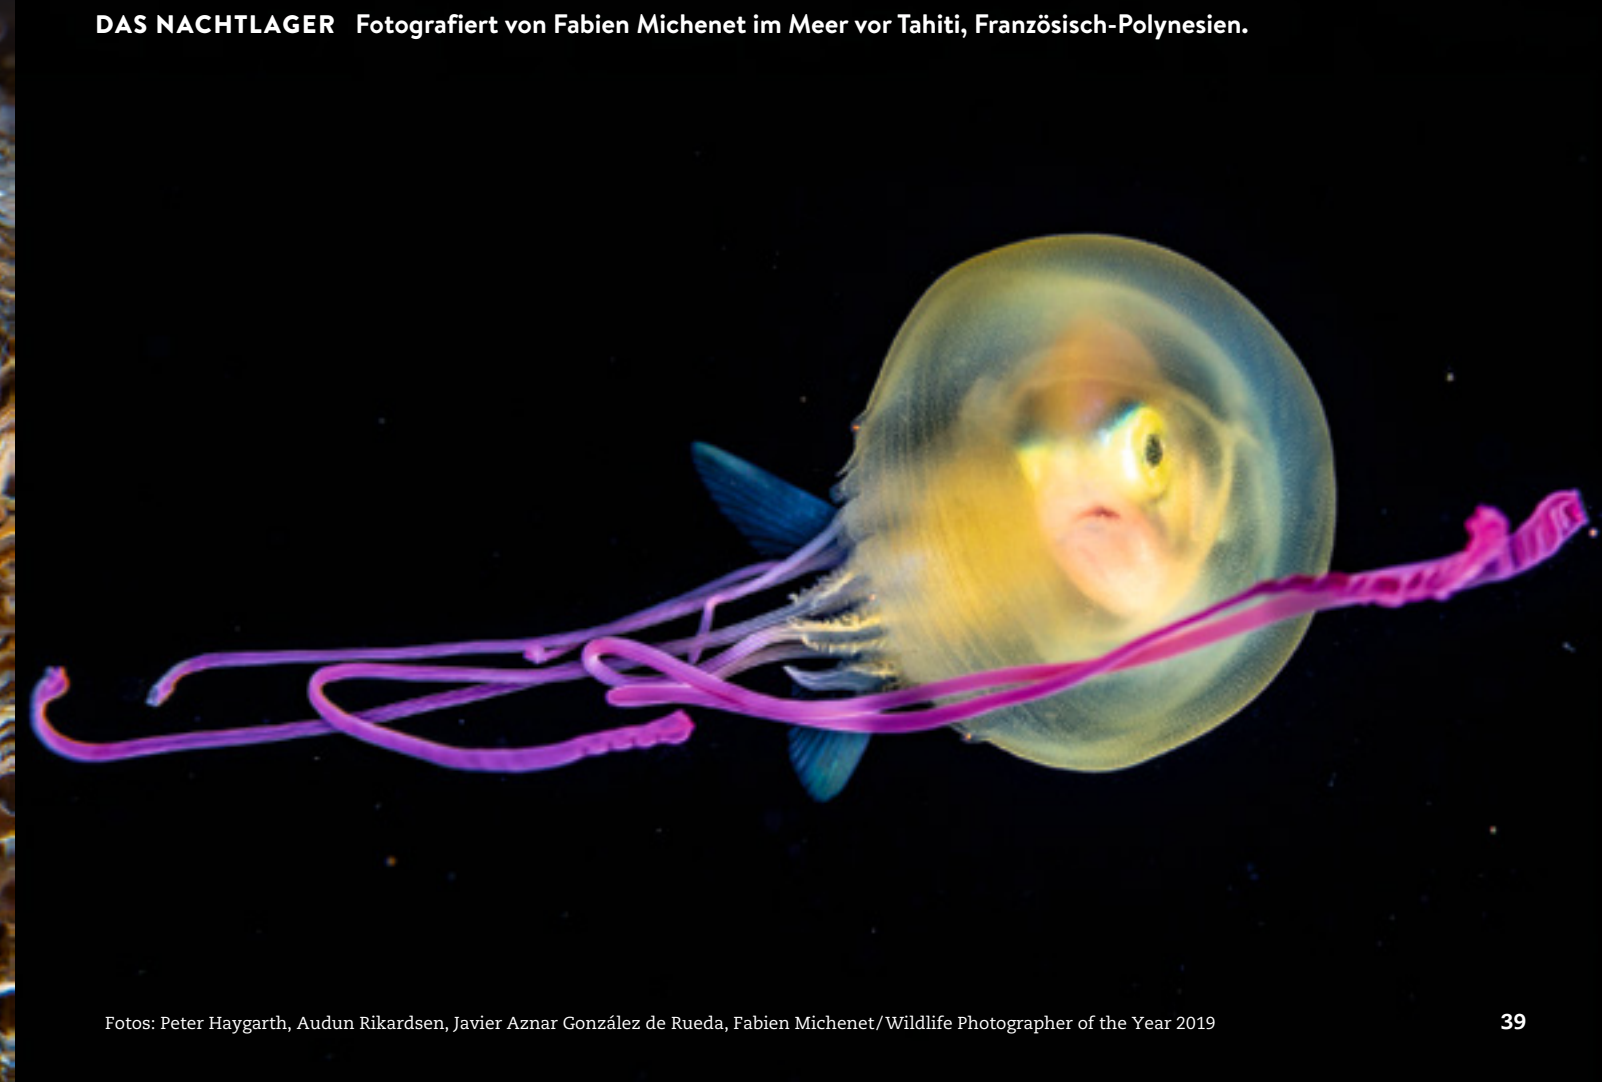 DAS NACHTLAGER Fotografiert von Fabien Michenet im Meer vor Tahiti, Französisch-Polynesien.
Fotos: Peter Haygarth, Audun Rikardsen, Javier Aznar González de Rueda, Fabien Michenet/Wildlife Photographer of the Year 2019
39